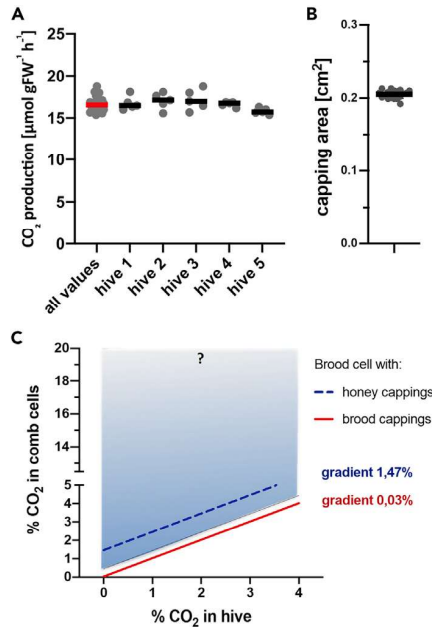 A
CO₂ production [µmol gFW⁻¹ h⁻¹]
25
20
15
10
5
0
all values
hive 1
hive 2
hive 3
hive 4
hive 5
B
capping area [cm²]
0.3
0.2
0.1
0.0
C
% CO₂ in comb cells
20
18
16
14
5
4
3
2
1
0
?
0 1 2 3 4
% CO₂ in hive
Brood cell with:
honey cappings
brood cappings
gradient 1,47%
gradient 0,03%